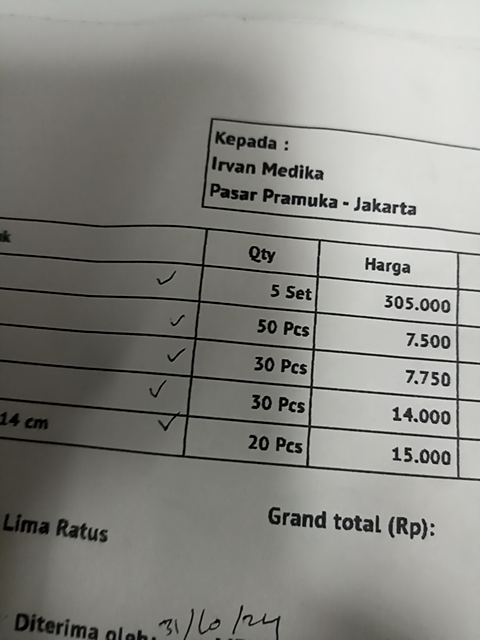 Kepada :
Irvan Medika
Pasar Pramuka - Jakarta
Qty Harga
5 Set 305.000
50 Pcs 7.500
30 Pcs 7.750
30 Pcs 14.000
14 cm 20 Pcs 15.000
Grand total (Rp):
Lima Ratus
Diterima oleh: 31/10/24